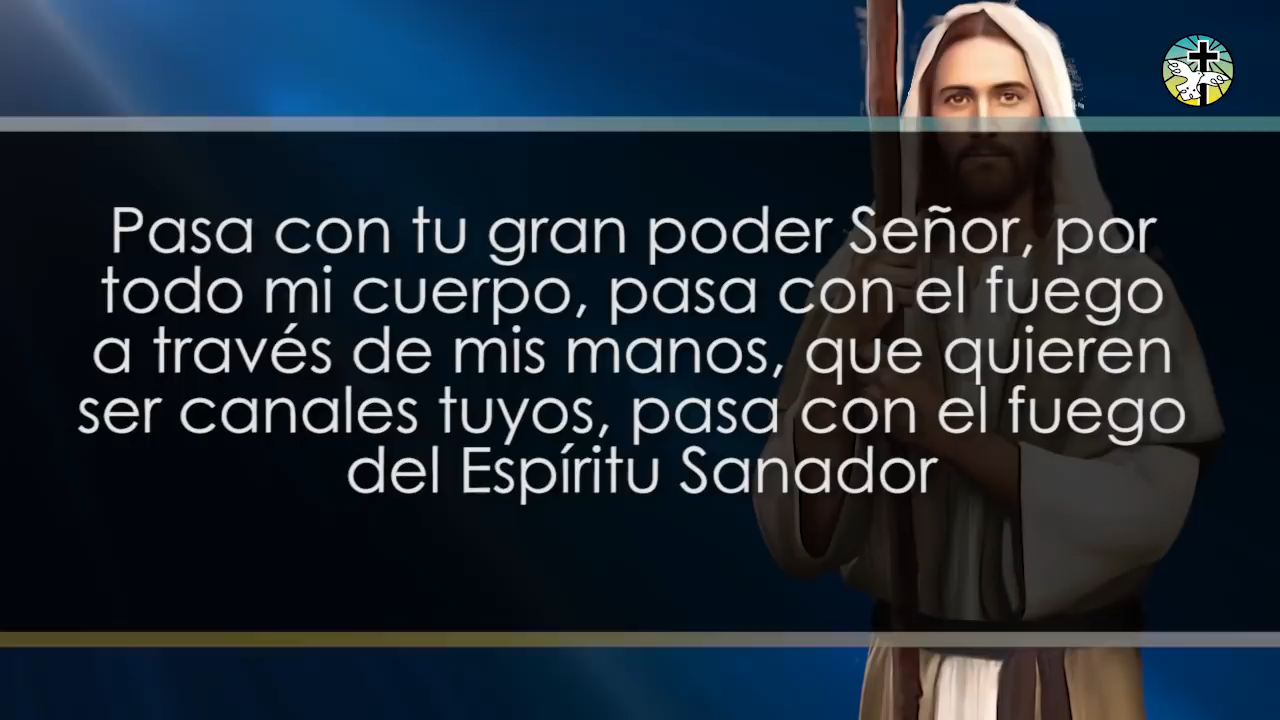 Pasa con tu gran poder Señor, por
todo mi cuerpo, pasa con el fuego
a través de mis manos, que quieren
ser canales tuyos, pasa con el fuego
del Espíritu Sanador